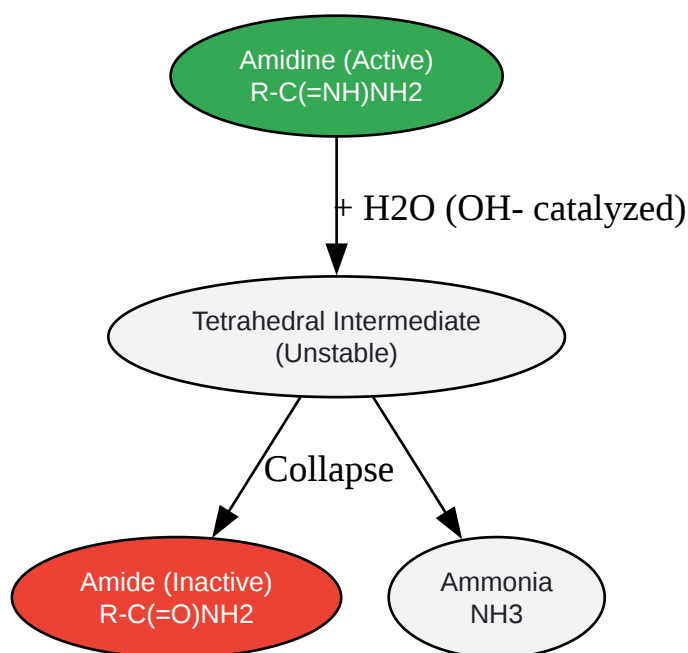 Amidine (Active)
R-C(=NH)NH2
+ H2O (OH- catalyzed)
Tetrahedral Intermediate
(Unstable)
Collapse
Amide (Inactive)
R-C(=O)NH2
Ammonia
NH3